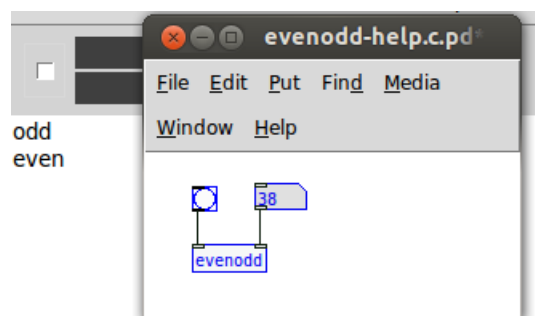 evenodd-help.c.pd*
File Edit Put Find Media
Window Help
odd
even
38
evenodd